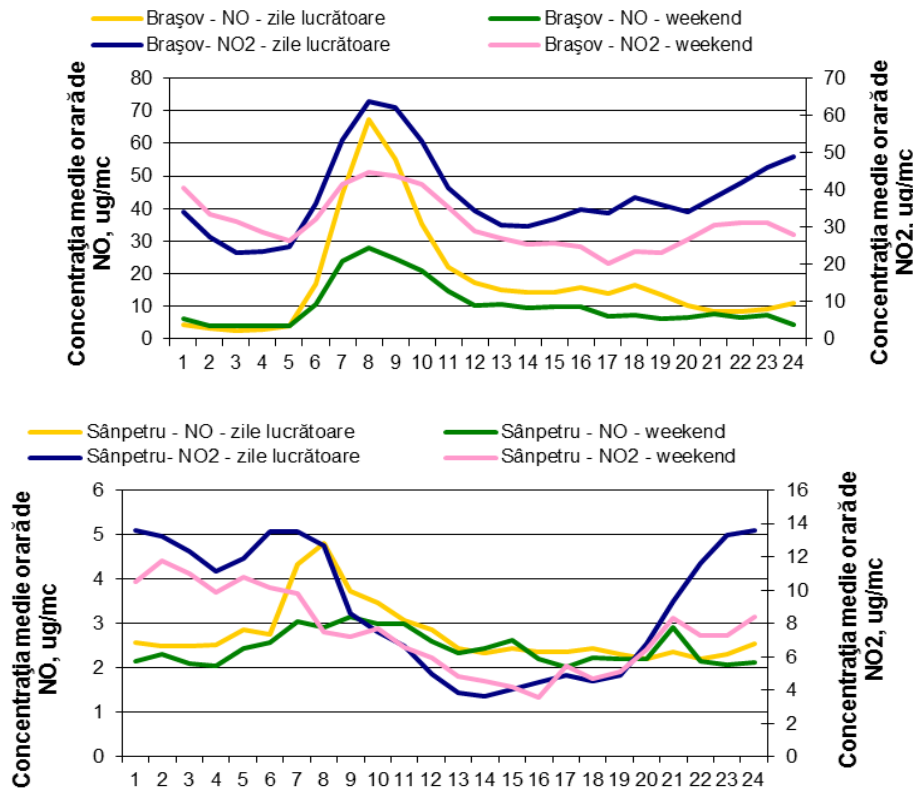 Braşov - NO - zile lucrătoare
Braşov - NO - weekend
Braşov- NO2 - zile lucrătoare
Braşov - NO2 - weekend
Concentraţia medie orară de
NO, ug/mc
80
70
60
50
40
30
20
10
0
70
60
50
40
30
20
10
0
Concentraţia medie orară de
NO2, ug/mc
1 2 3 4 5 6 7 8 9 10 11 12 13 14 15 16 17 18 19 20 21 22 23 24
Sânpetru - NO - zile lucrătoare
Sânpetru - NO - weekend
Sânpetru- NO2 - zile lucrătoare
Sânpetru - NO2 - weekend
Concentraţia medie orară de
NO, ug/mc
6
5
4
3
2
1
0
16
14
12
10
8
6
4
2
0
Concentraţia medie orară de
NO2, ug/mc
1 2 3 4 5 6 7 8 9 10 11 12 13 14 15 16 17 18 19 20 21 22 23 24